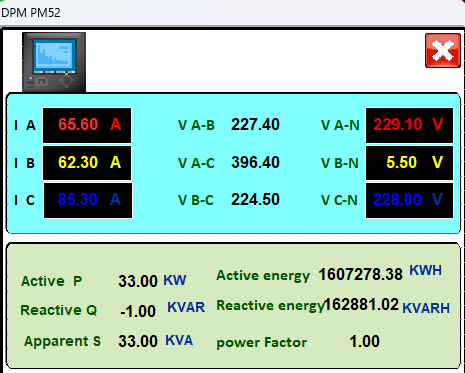 DPM PM52
I A 65.60 A V A-B 227.40 V A-N 229.10 V
I B 62.30 A V A-C 396.40 V B-N 5.50 V
I C 85.30 A V B-C 224.50 V C-N 228.00 V
Active P 33.00 KW Active energy 1607278.38 KWH
Reactive Q -1.00 KVAR Reactive energy 162881.02 KVARH
Apparent S 33.00 KVA power Factor 1.00